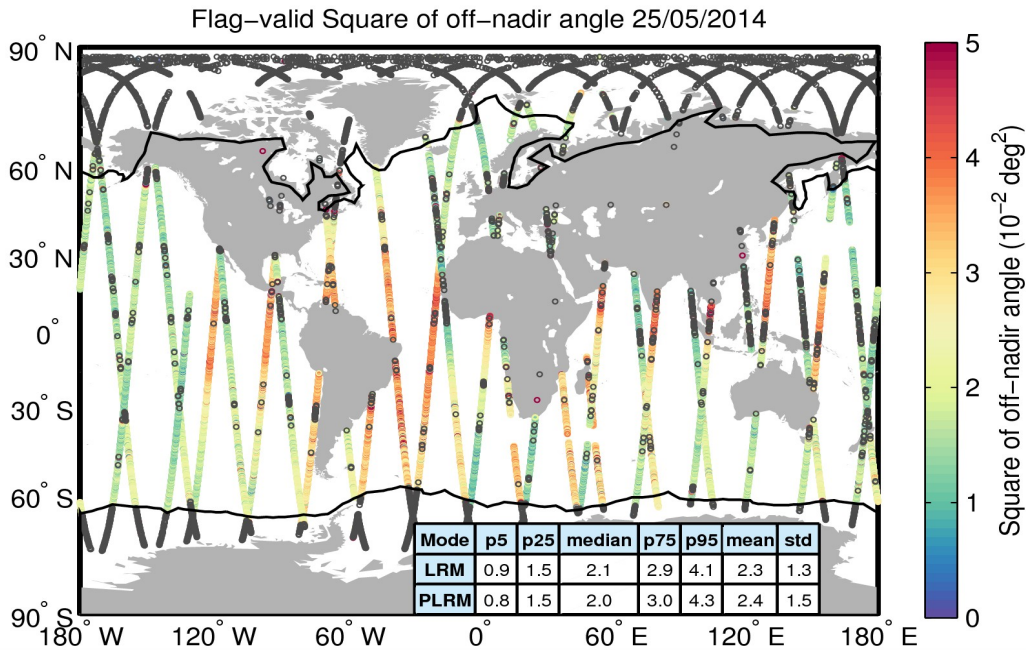 Flag−valid Square of off−nadir angle 25/05/2014
90° N
60° N
30° N
0°
30° S
60° S
90° S
180° W
120° W
60° W
0°
60° E
120° E
180° E
Mode p5 p25 median p75 p95 mean std
LRM 0.9 1.5 2.1 2.9 4.1 2.3 1.3
PLRM 0.8 1.5 2.0 3.0 4.3 2.4 1.5
5
4
3
2
1
0
Square of off−nadir angle (10⁻² deg²)